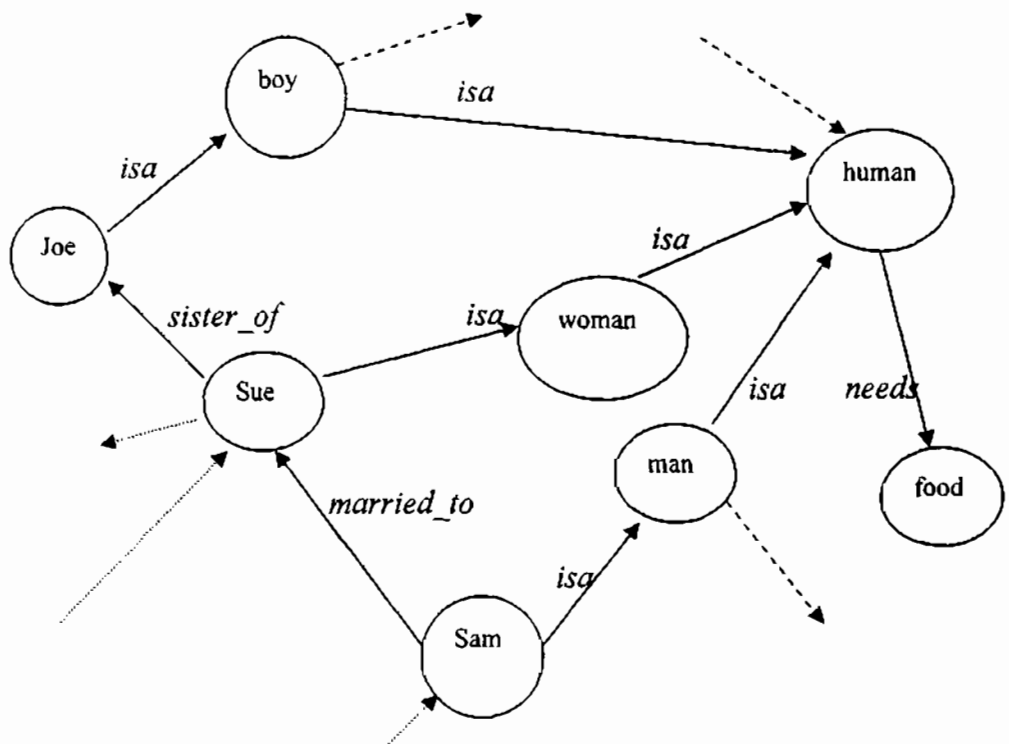 boy
isa
human
isa
Joe
isa
sister_of
isa
woman
Sue
isa
needs
man
food
married_to
isa
Sam